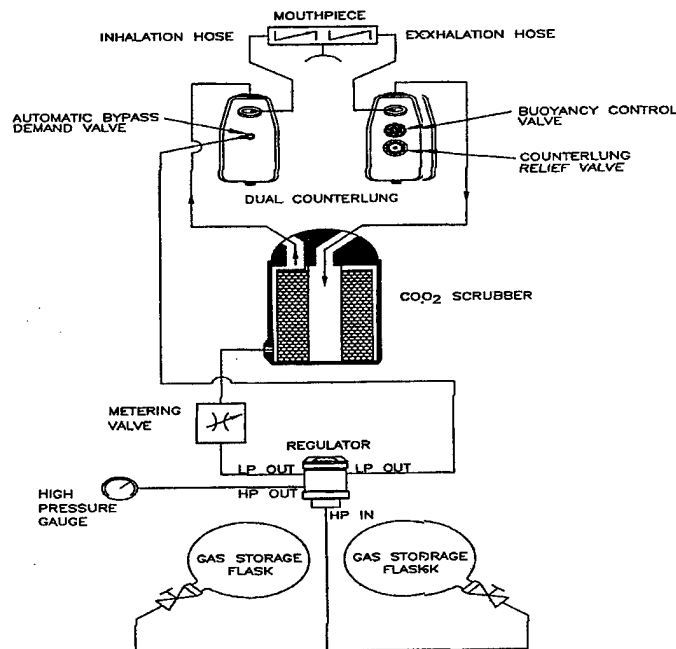 MOUTHPIECE
INHALATION HOSE
EXXHALATION HOSE
AUTOMATIC BYPASS
DEMAND VALVE
BUOYANCY CONTROL
VALVE
COUNTERLUNG
RELIEF VALVE
DUAL COUNTERLUNG
COO2 SCRUBBER
METERING
VALVE
REGULATOR
LP OUT
LP OUT
HP OUT
HIGH
PRESSURE
GAUGE
HP IN
GAS STORAGE
FLASK
GAS STODRAGE
FLASKK